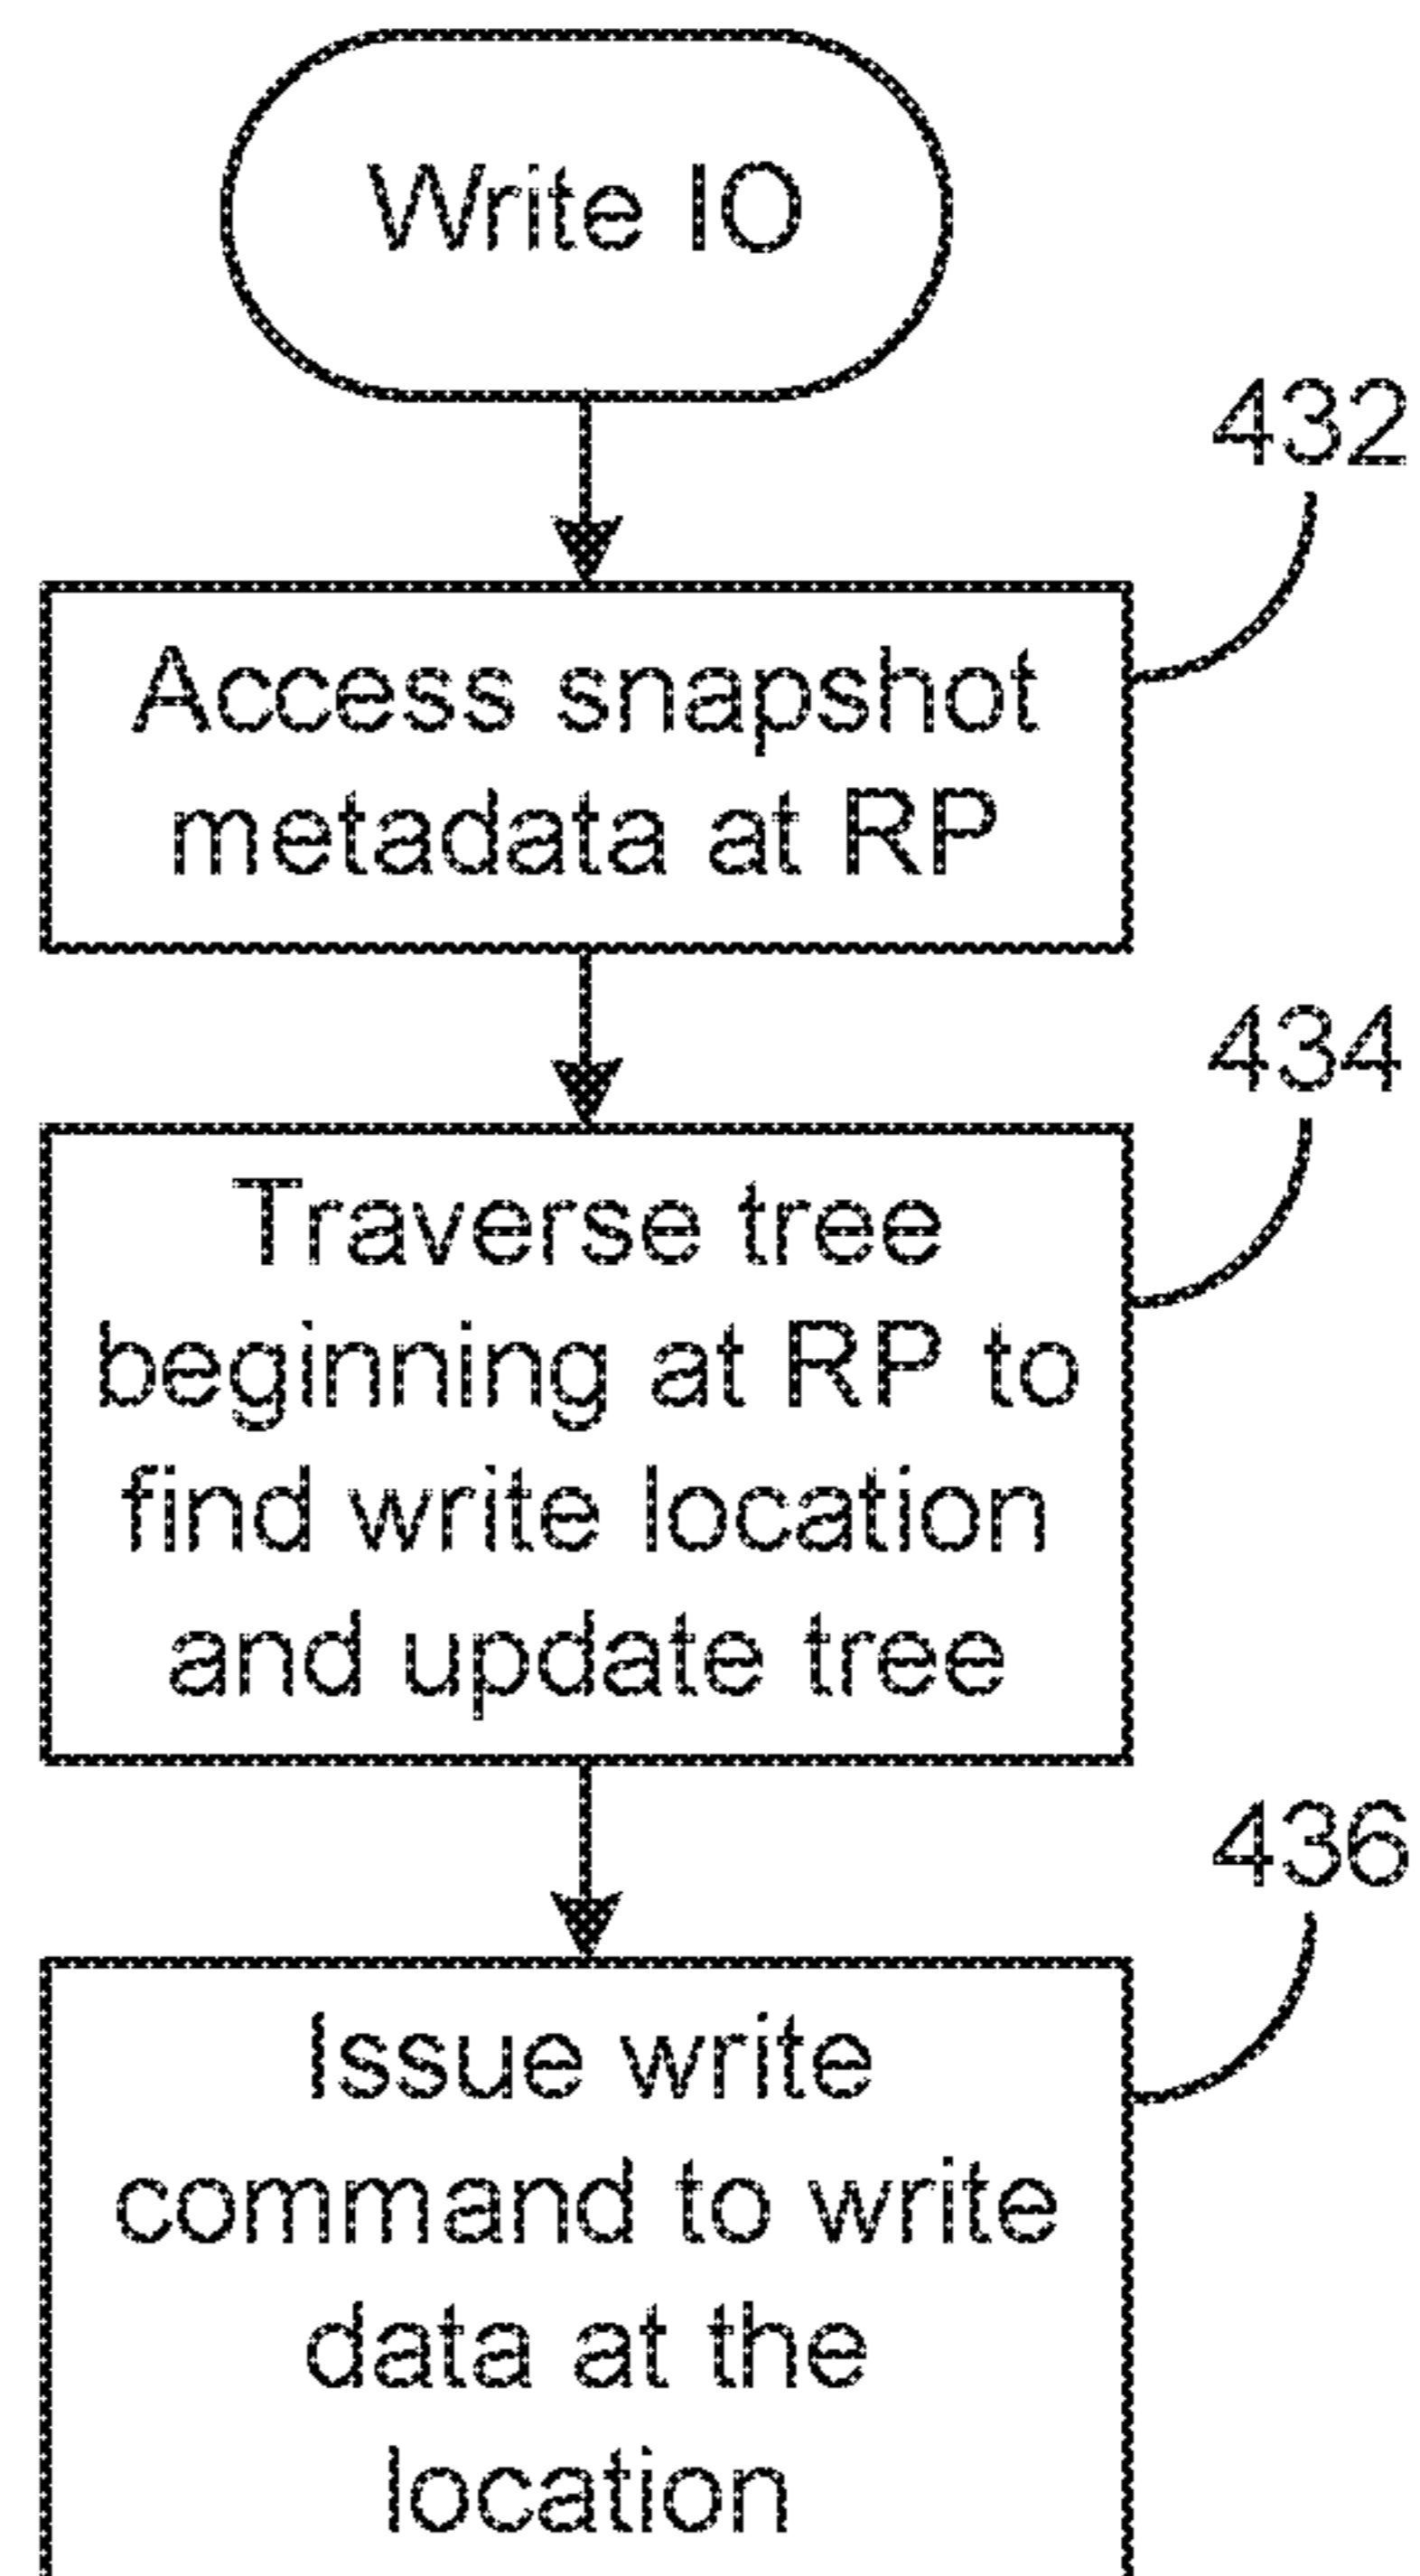 Write IO
432
Access snapshot
metadata at RP
434
Traverse tree
beginning at RP to
find write location
and update tree
436
Issue write
command to write
data at the
location